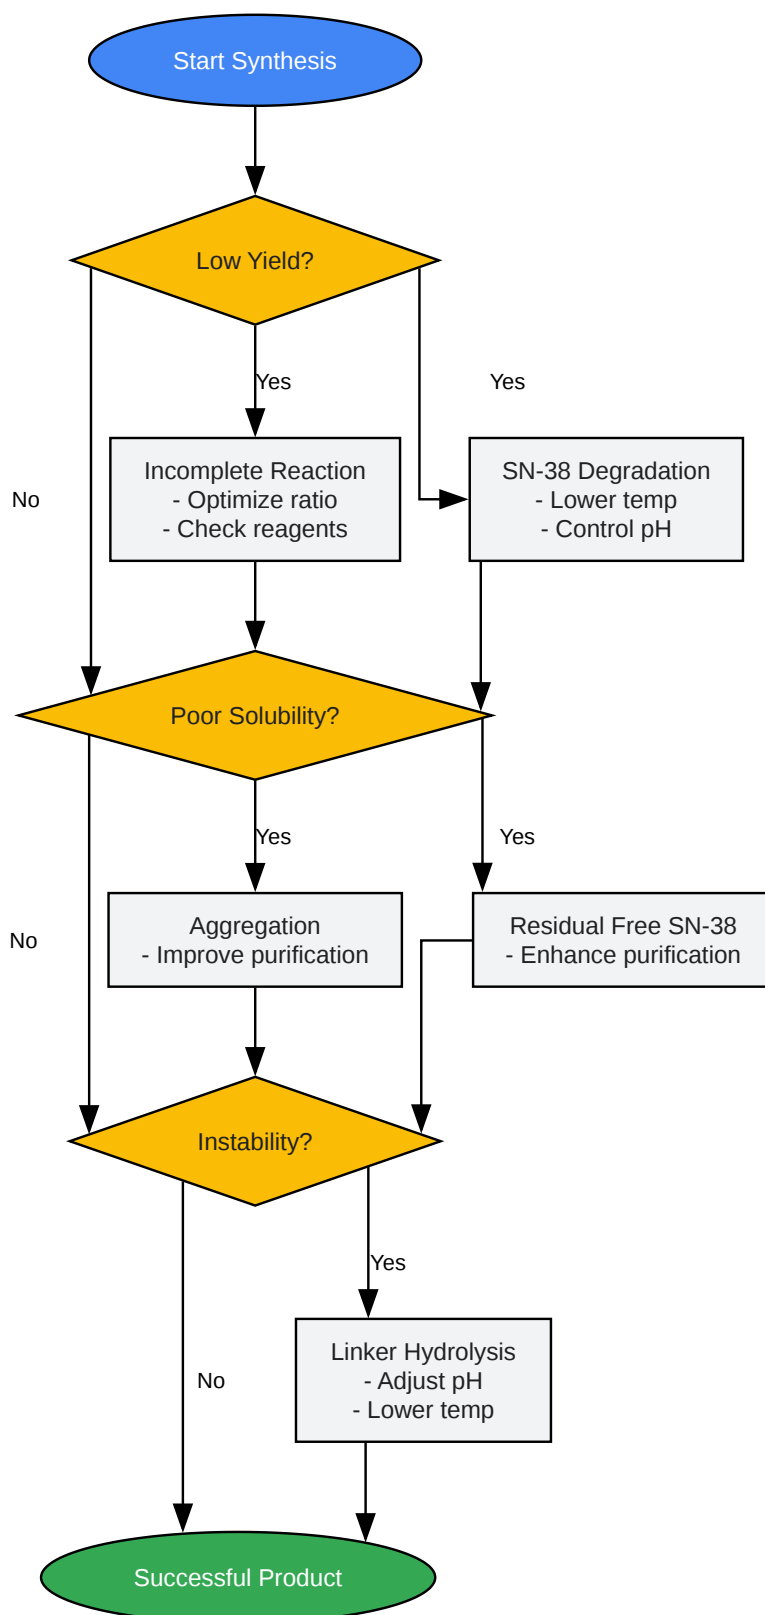 Start Synthesis
Low Yield?
Yes
Yes
No
Incomplete Reaction
- Optimize ratio
- Check reagents
SN-38 Degradation
- Lower temp
- Control pH
Poor Solubility?
Yes
Yes
No
Aggregation
- Improve purification
Residual Free SN-38
- Enhance purification
Instability?
Yes
No
Linker Hydrolysis
- Adjust pH
- Lower temp
Successful Product